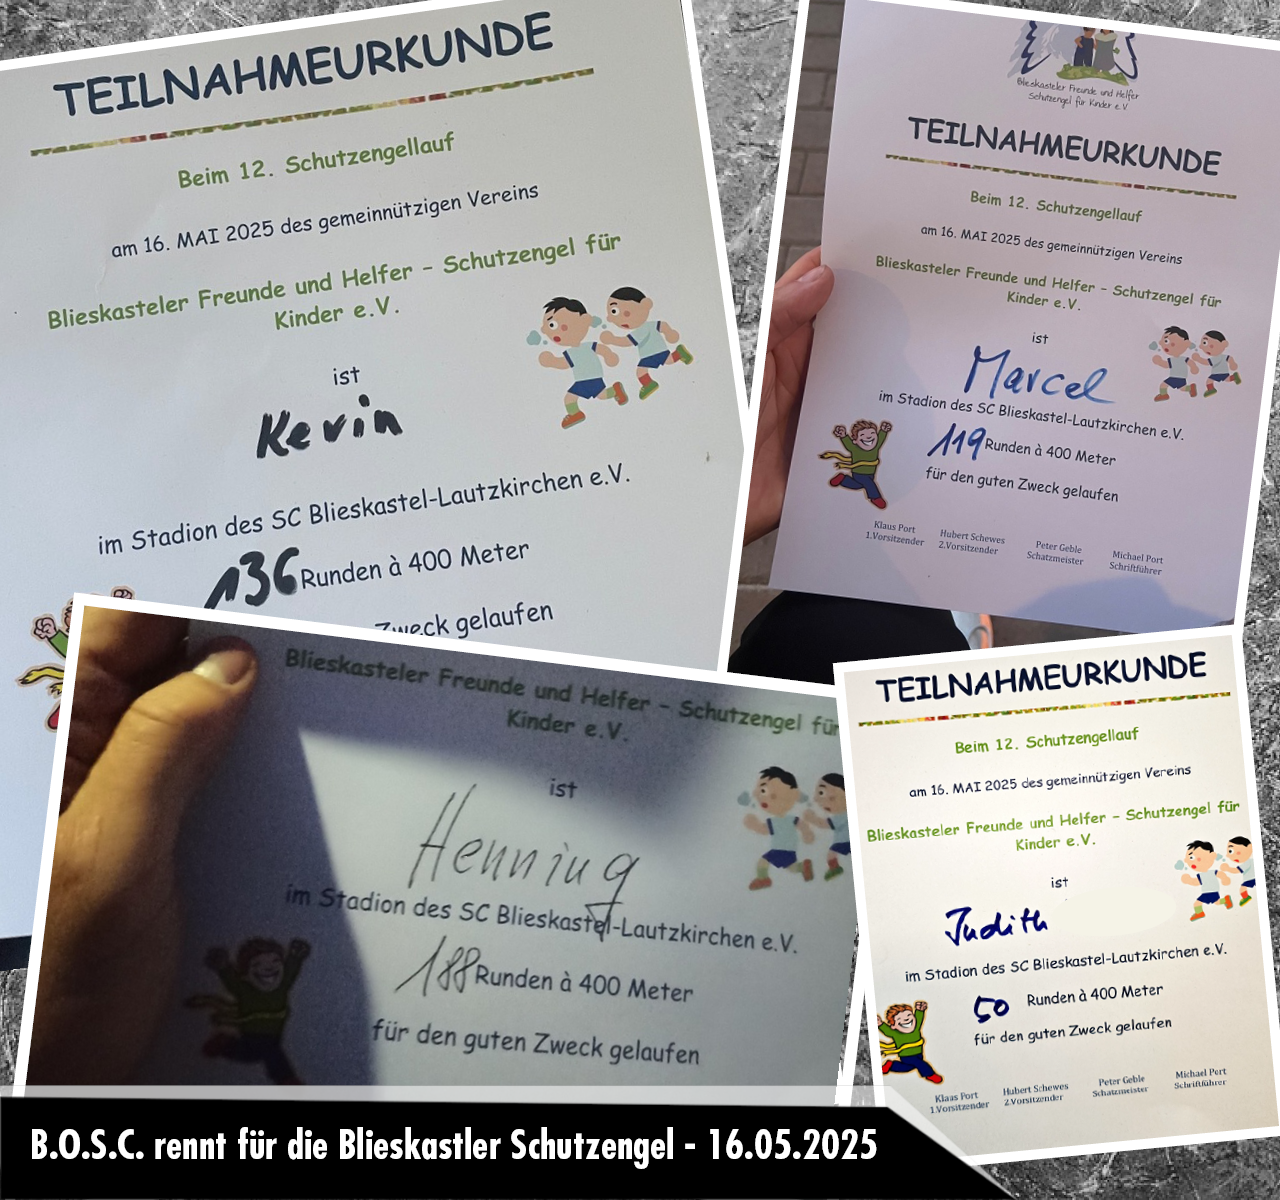 TEILNAHMEURKUNDE
Beim 12. Schutzengellauf
am 16. MAI 2025 des gemeinnützigen Vereins
Blieskasteler Freunde und Helfer – Schutzengel für
Kinder e.V.
ist
Kevin
im Stadion des SC Blieskastel-Lautzkirchen e.V.
136 Runden à 400 Meter
Zweck gelaufen
Blieskasteler Freunde und Helfer
Schutzengel für Kinder e.V
TEILNAHMEURKUNDE
Beim 12. Schutzengellauf
am 16. MAI 2025 des gemeinnützigen Vereins
Blieskasteler Freunde und Helfer – Schutzengel für
Kinder e.V.
ist
Marcel
im Stadion des SC Blieskastel-Lautzkirchen e.V.
119 Runden à 400 Meter
für den guten Zweck gelaufen
Klaus Port Hubert Schewes Peter Geble Michael Port
1.Vorsitzender 2.Vorsitzender Schatzmeister Schriftführer
Blieskasteler Freunde und Helfer – Schutzengel für
Kinder e.V.
ist
Henning
im Stadion des SC Blieskastel-Lautzkirchen e.V.
188 Runden à 400 Meter
für den guten Zweck gelaufen
TEILNAHMEURKUNDE
Beim 12. Schutzengellauf
am 16. MAI 2025 des gemeinnützigen Vereins
Blieskasteler Freunde und Helfer – Schutzengel für
Kinder e.V.
ist
Judith
im Stadion des SC Blieskastel-Lautzkirchen e.V.
50 Runden à 400 Meter
für den guten Zweck gelaufen
Klaas Port Hubert Schewes Peter Geble Michael Port
1.Vorsitzender 2.Vorsitzender Schatzmeister Schriftführer
B.O.S.C. rennt für die Blieskastler Schutzengel - 16.05.2025